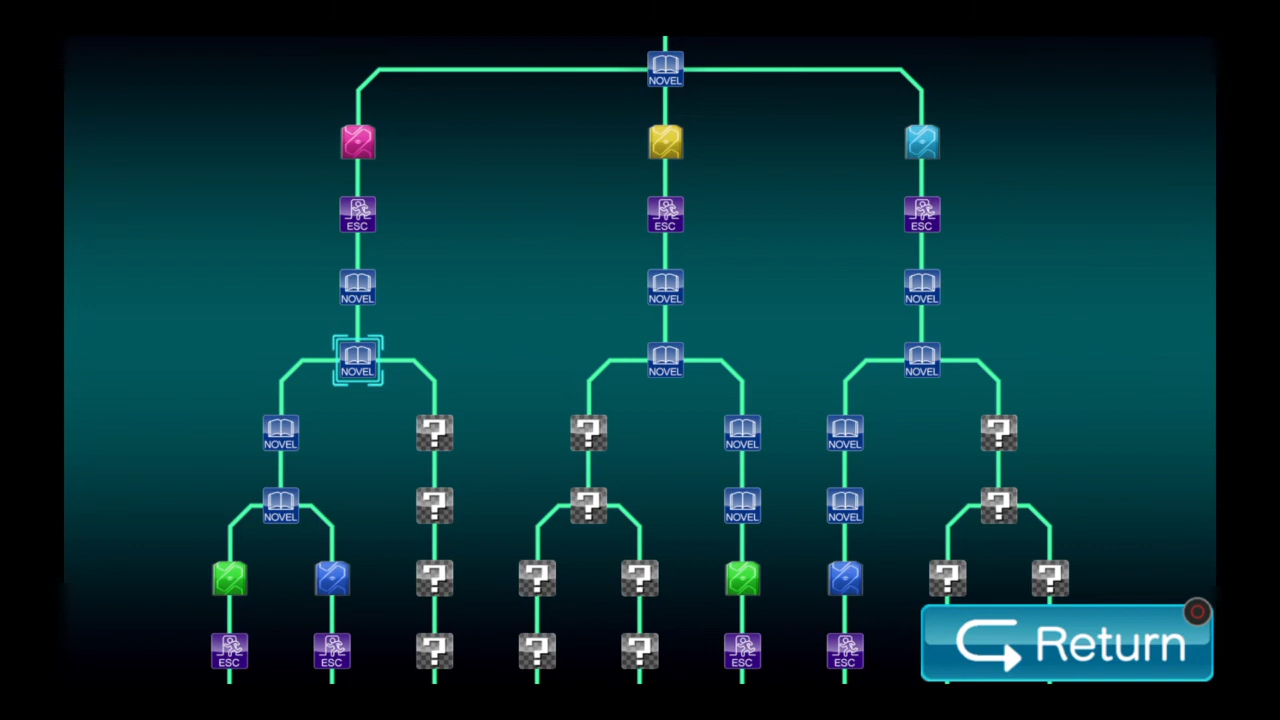 NOVEL
ESC ESC ESC
NOVEL NOVEL NOVEL
NOVEL NOVEL NOVEL
NOVEL ? ? NOVEL NOVEL ?
NOVEL ? ? NOVEL NOVEL ?
? ? ? ? ?
ESC ESC ? ? ? ESC ESC
Return